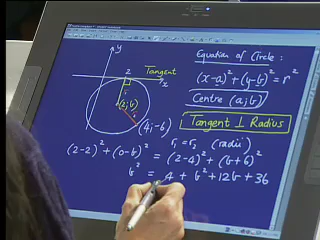 Equation of Circle:
y
(x-a)² + (y-b)² = r²
2
Tangent
x
Centre (a,b)
(2,b)
r
(4,-6)
Tangent ⊥ Radius
r₁ = r₂ (radii)
(2-2)² + (0-b)² = (2-4)² + (b+6)²
b² = 4 + b² + 12b + 36